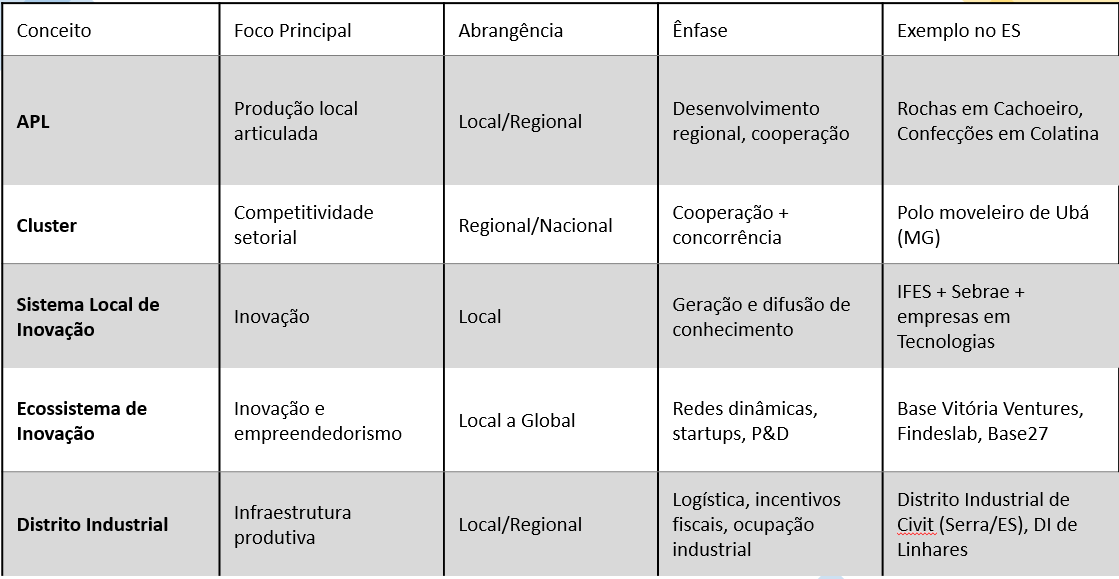 Conceito
Foco Principal
Abrangência
Ênfase
Exemplo no ES
APL
Produção local
articulada
Local/Regional
Desenvolvimento
regional, cooperação
Rochas em Cachoeiro,
Confecções em Colatina
Cluster
Competitividade
setorial
Regional/Nacional
Cooperação +
concorrência
Polo moveleiro de Ubá
(MG)
Sistema Local de
Inovação
Inovação
Local
Geração e difusão de
conhecimento
IFES + Sebrae +
empresas em
Tecnologias
Ecossistema de
Inovação
Inovação e
empreendedorismo
Local a Global
Redes dinâmicas,
startups, P&D
Base Vitória Ventures,
Findeslab, Base27
Distrito Industrial
Infraestrutura
produtiva
Local/Regional
Logística, incentivos
fiscais, ocupação
industrial
Distrito Industrial de
Civit (Serra/ES), DI de
Linhares